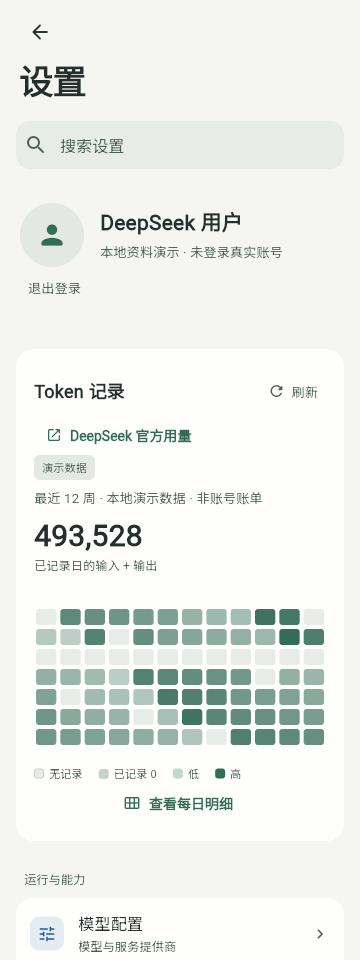 设置
搜索设置
DeepSeek 用户
本地资料演示 · 未登录真实账号
退出登录
Token 记录
刷新
DeepSeek 官方用量
演示数据
最近 12 周 · 本地演示数据 · 非账号账单
493,528
已记录日的输入 + 输出
无记录 已记录 0 低 高
查看每日明细
运行与能力
模型配置
模型与服务提供商